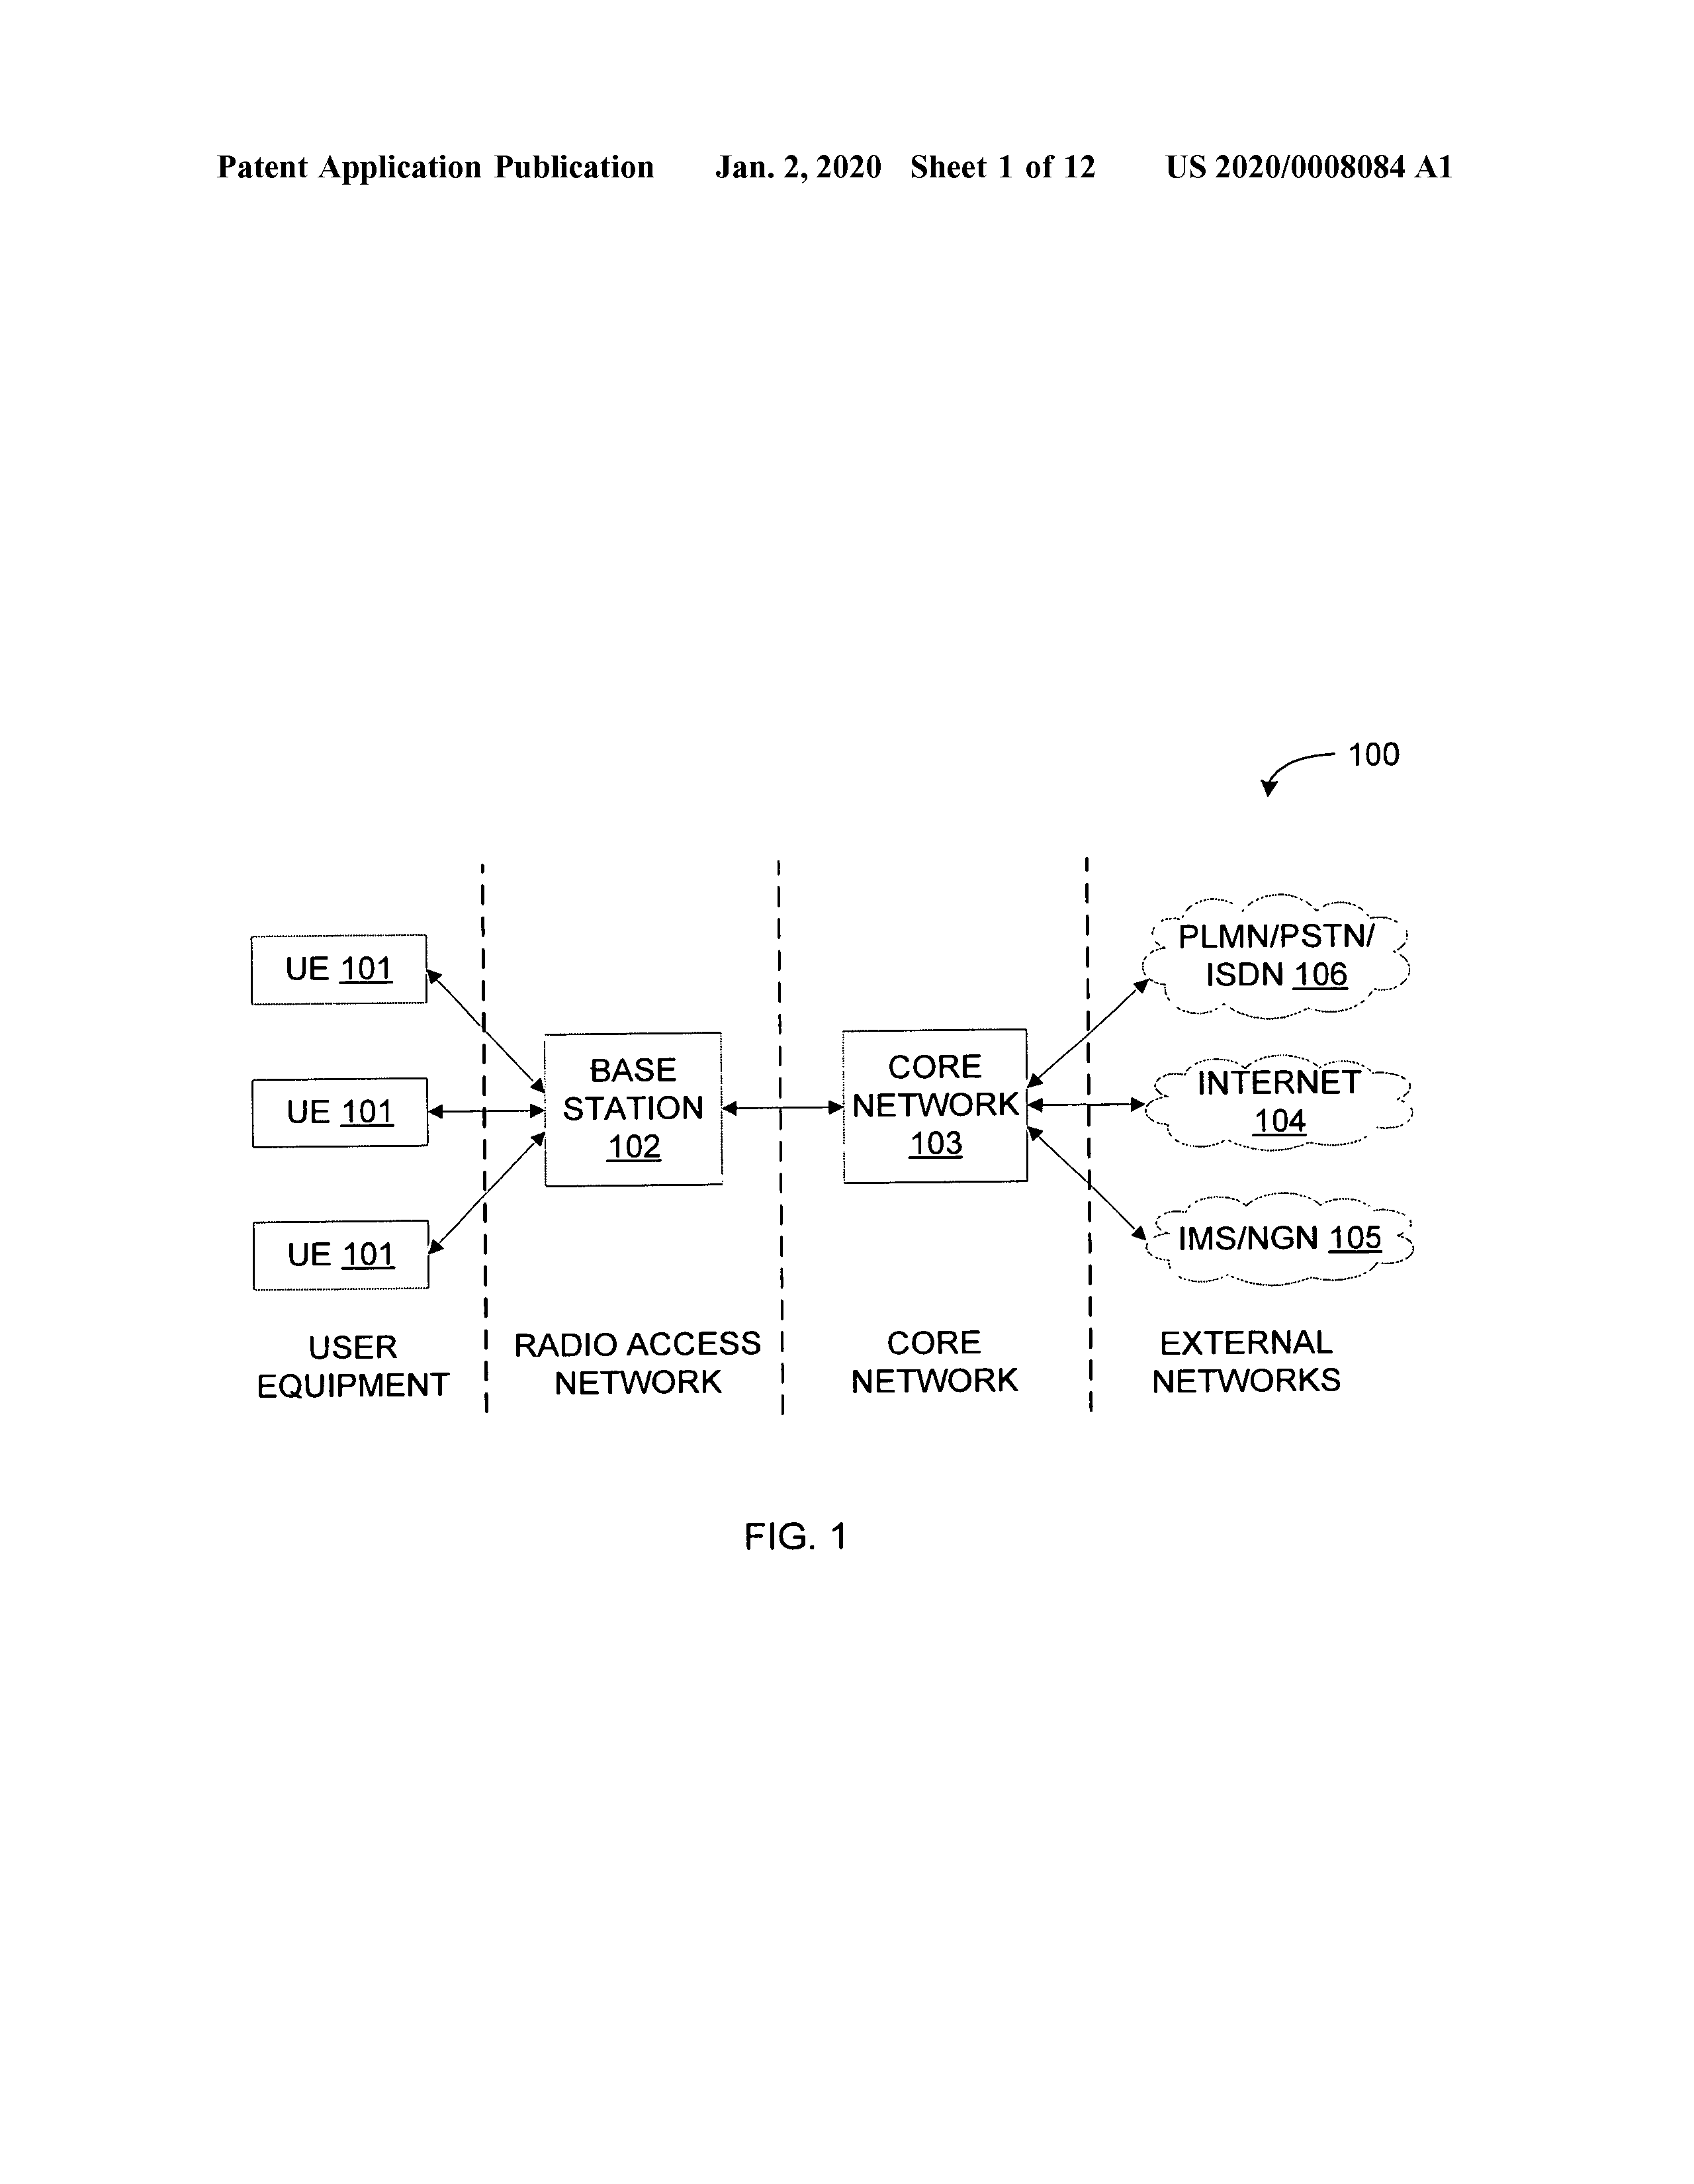 Patent Application Publication Jan. 2, 2020 Sheet 1 of 12 US 2020/0008084 A1
100
UE 101
UE 101
UE 101
BASE
STATION
102
CORE
NETWORK
103
PLMN/PSTN/
ISDN 106
INTERNET
104
IMS/NGN 105
USER
EQUIPMENT
RADIO ACCESS
NETWORK
CORE
NETWORK
EXTERNAL
NETWORKS
FIG. 1